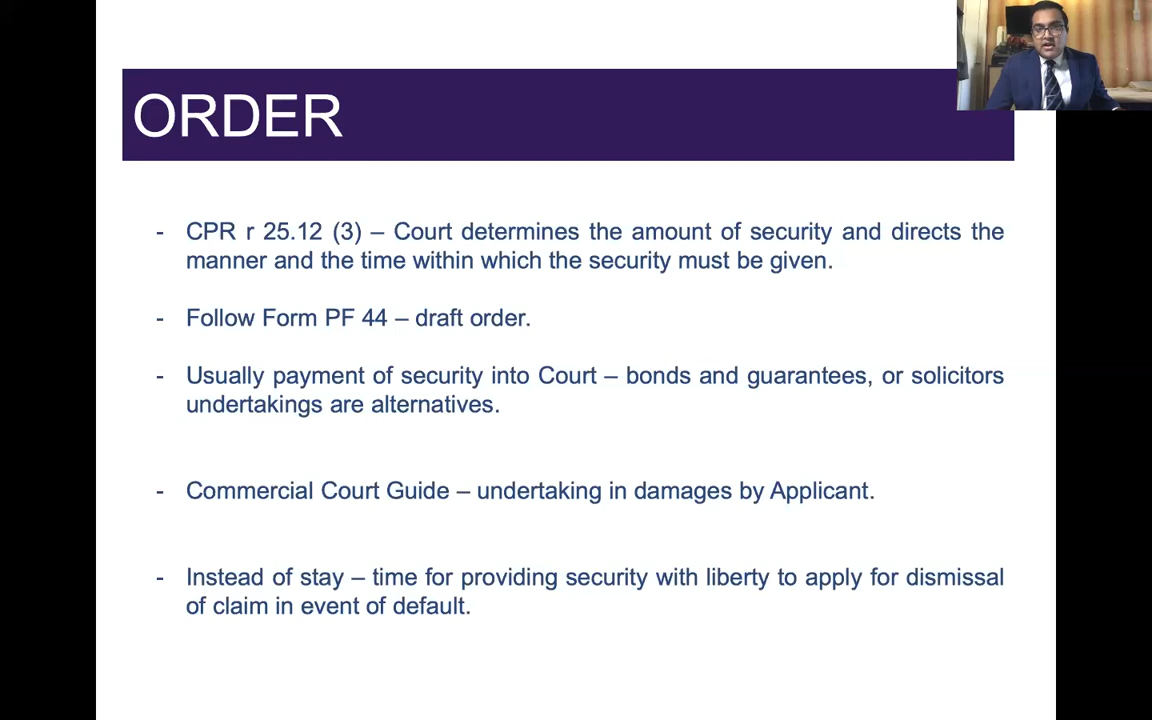 ORDER
- CPR r 25.12 (3) – Court determines the amount of security and directs the
manner and the time within which the security must be given.
- Follow Form PF 44 – draft order.
- Usually payment of security into Court – bonds and guarantees, or solicitors
undertakings are alternatives.
- Commercial Court Guide – undertaking in damages by Applicant.
- Instead of stay – time for providing security with liberty to apply for dismissal
of claim in event of default.